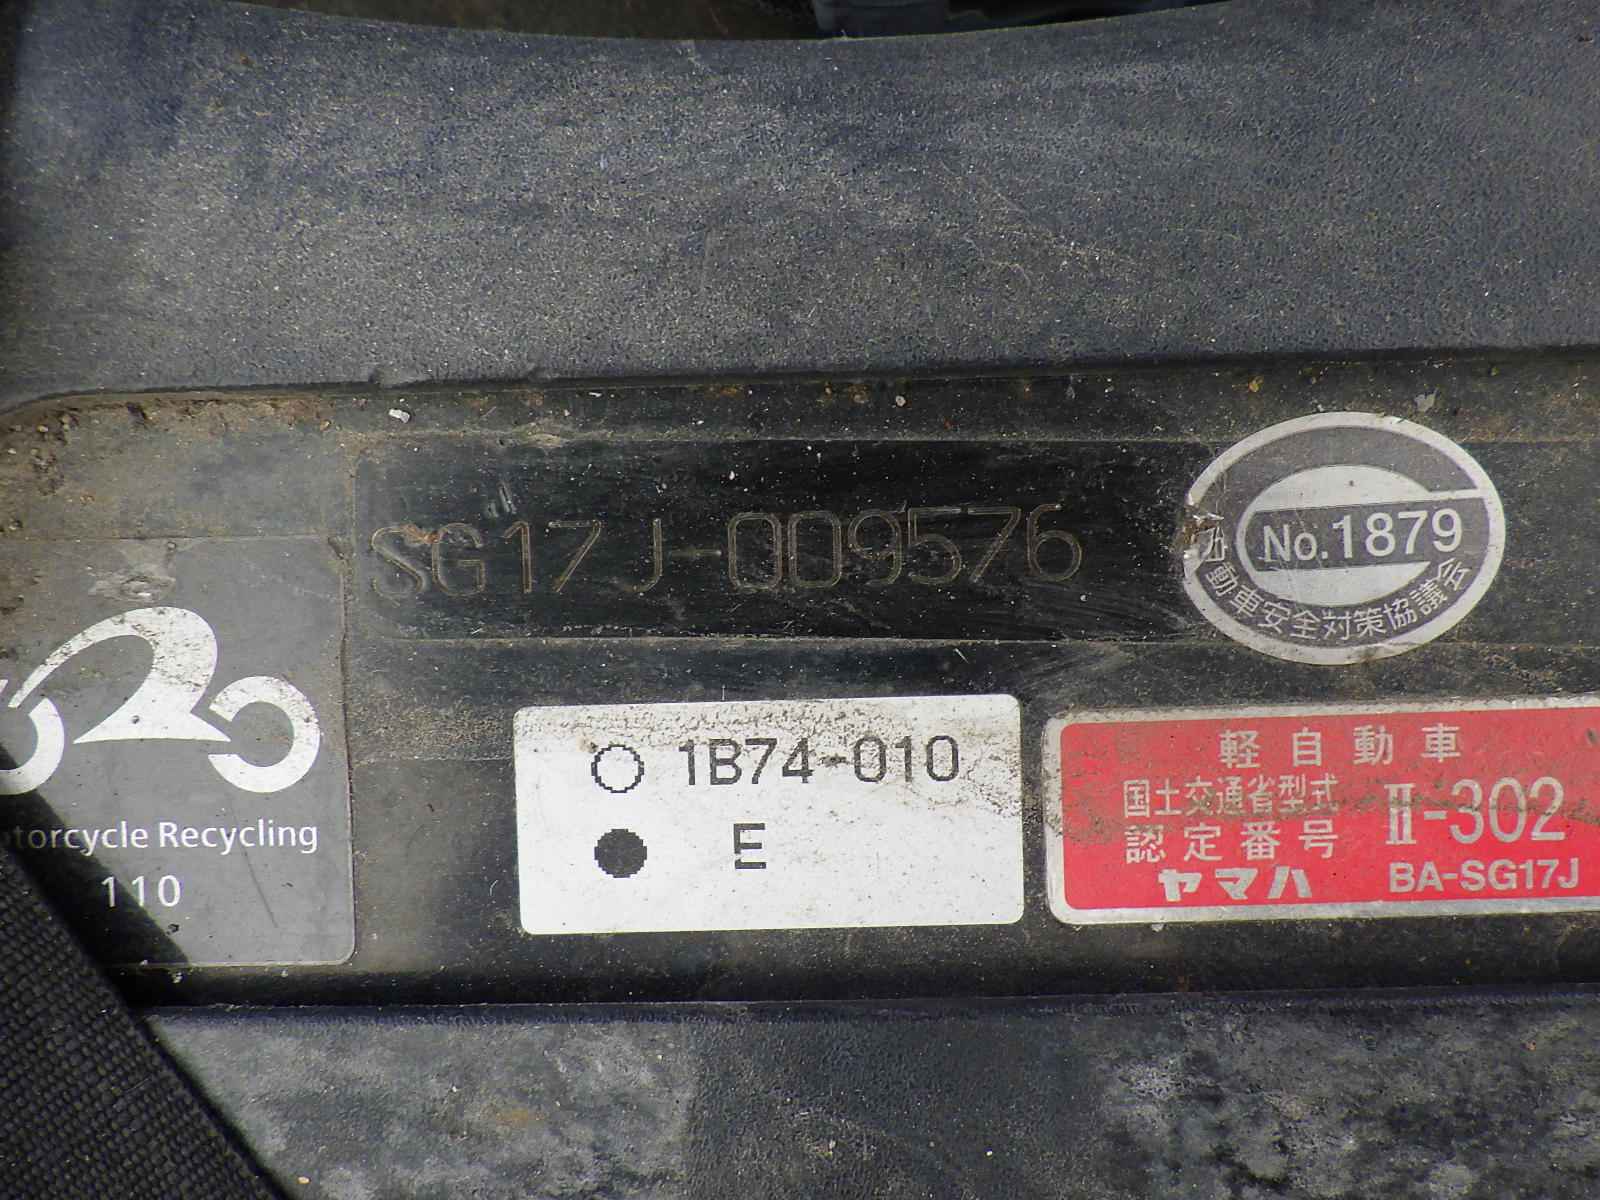 SG17J-009576
No.1879
動車安全対策協議会
Motorcycle Recycling
110
1B74-010
E
軽自動車
国土交通省型式
認定番号
II-302
ヤマハ
BA-SG17J